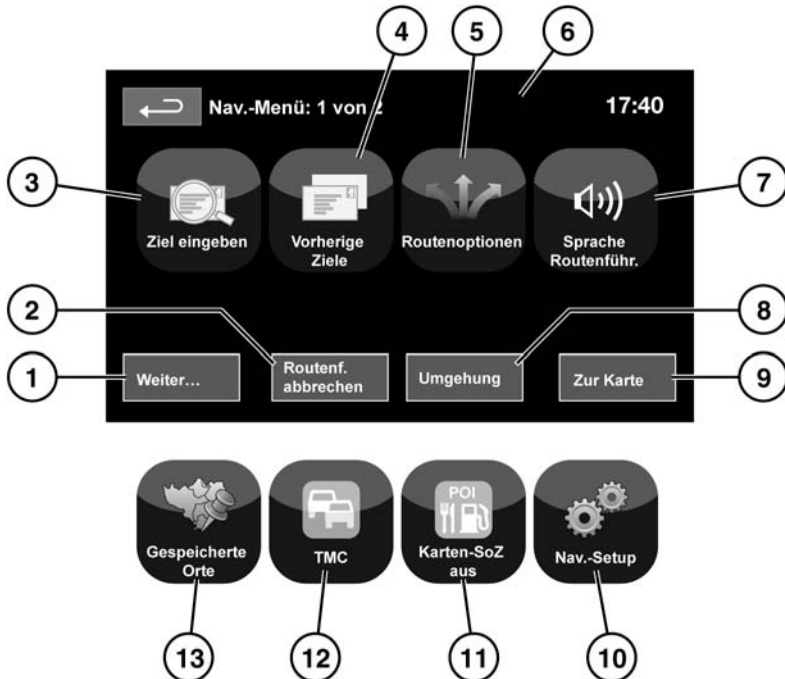 4
5
6
Nav.-Menü: 1 von 2
17:40
3
7
Ziel eingeben
Vorherige
Ziele
Routenoptionen
Sprache
Routenführ.
2
8
1
Weiter...
Routenf.
abbrechen
Umgehung
Zur Karte
9
Gespeicherte
Orte
TMC
POI
Karten-SoZ
aus
Nav.-Setup
13
12
11
10